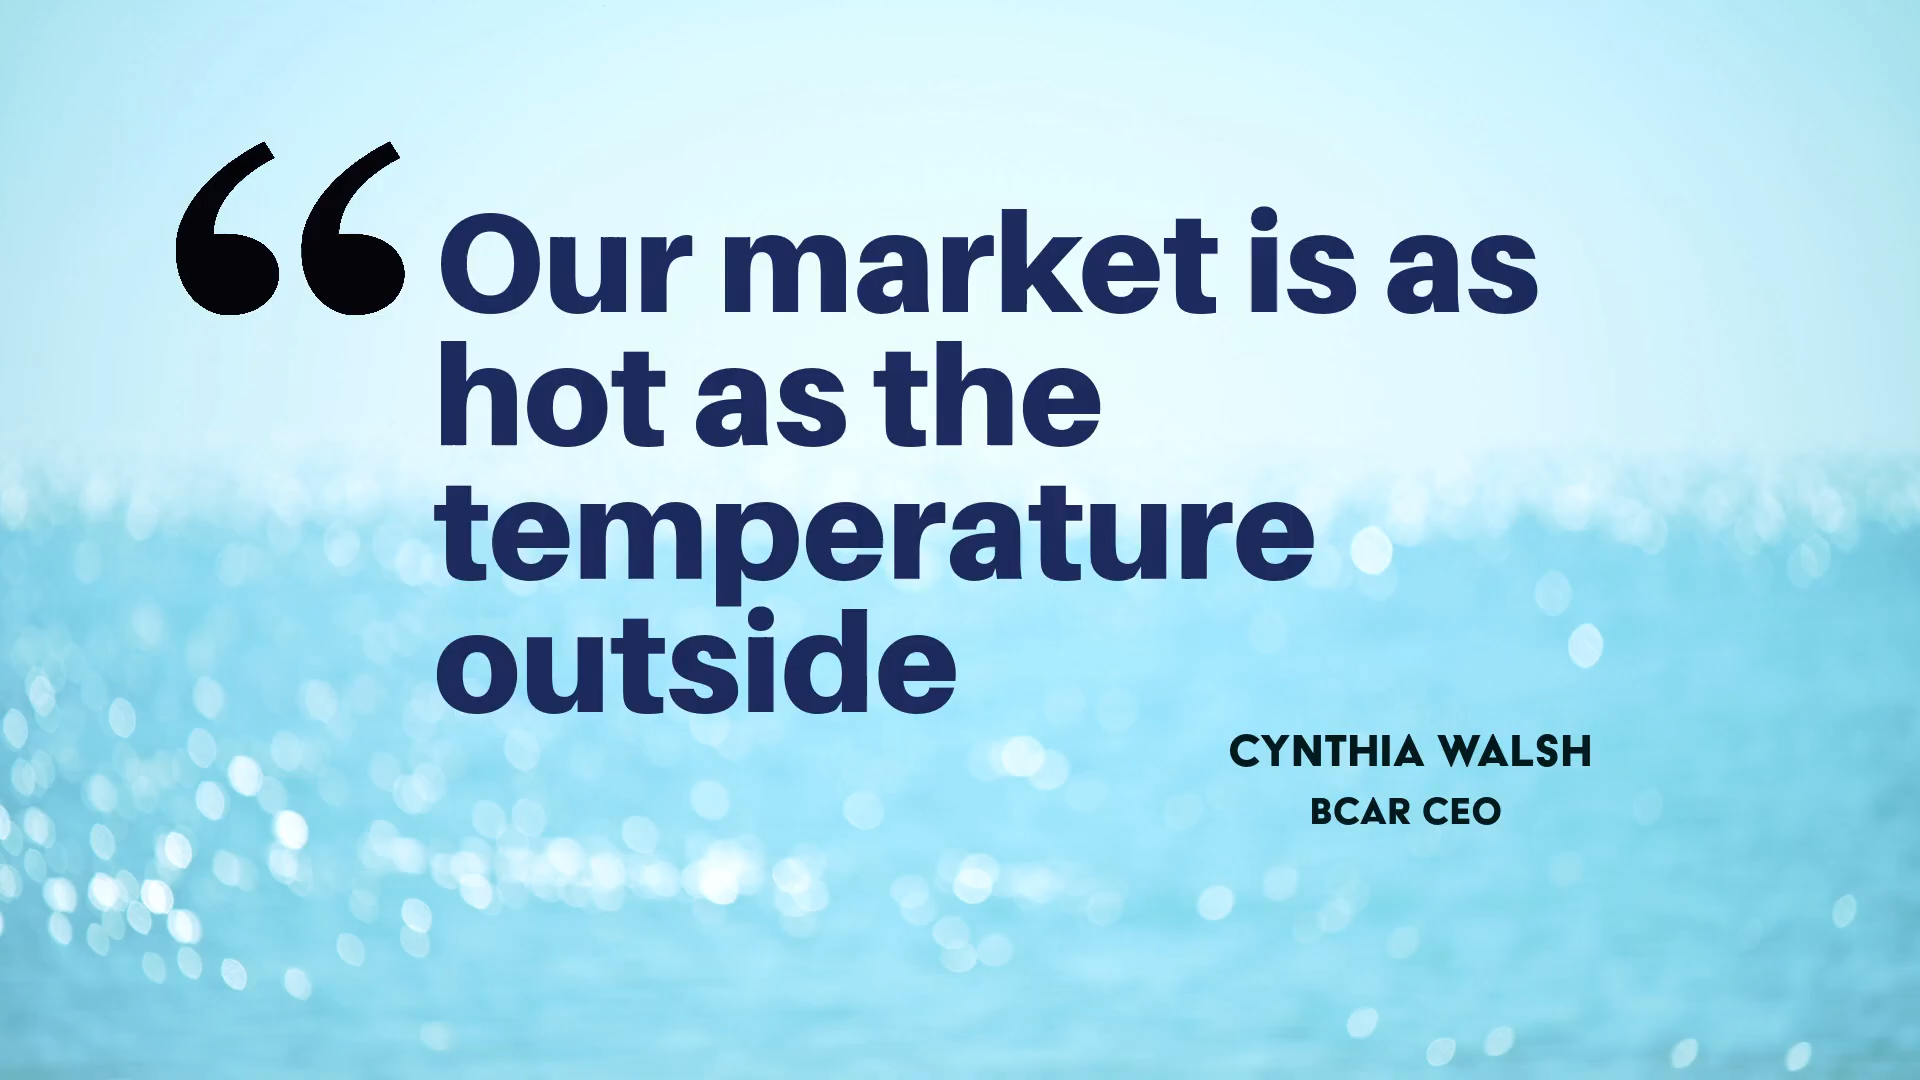 “Our market is as
hot as the
temperature
outside
CYNTHIA WALSH
BCAR CEO